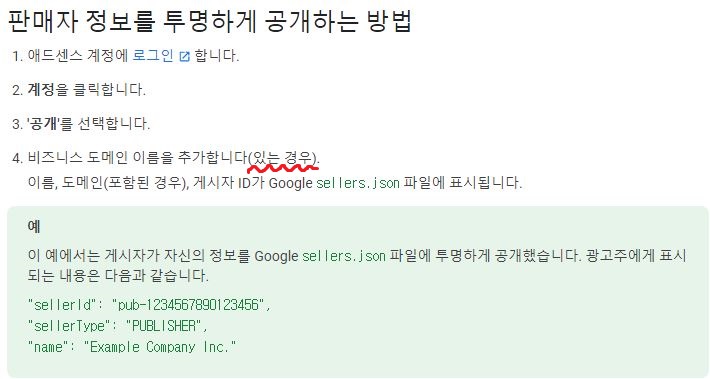 판매자 정보를 투명하게 공개하는 방법
1. 애드센스 계정에 로그인 합니다.
2. 계정을 클릭합니다.
3. '공개'를 선택합니다.
4. 비즈니스 도메인 이름을 추가합니다(있는 경우).
이름, 도메인(포함된 경우), 게시자 ID가 Google sellers.json 파일에 표시됩니다.
예
이 예에서는 게시자가 자신의 정보를 Google sellers.json 파일에 투명하게 공개했습니다. 광고주에게 표시
되는 내용은 다음과 같습니다.
"sellerId": "pub-1234567890123456",
"sellerType": "PUBLISHER",
"name": "Example Company Inc."